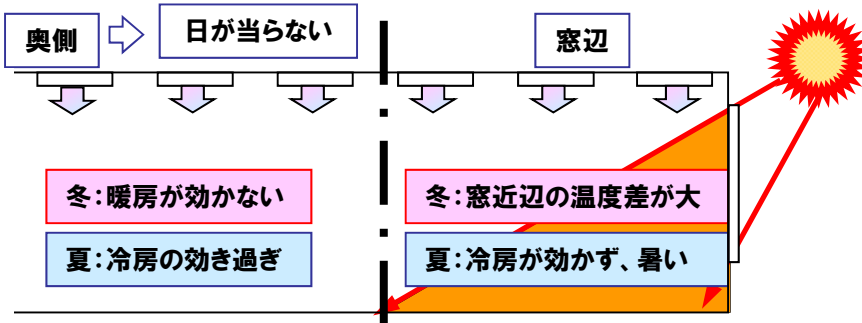 奥側
日が当らない
窓辺
冬：暖房が効かない
冬：窓近辺の温度差が大
夏：冷房の効き過ぎ
夏：冷房が効かず、暑い